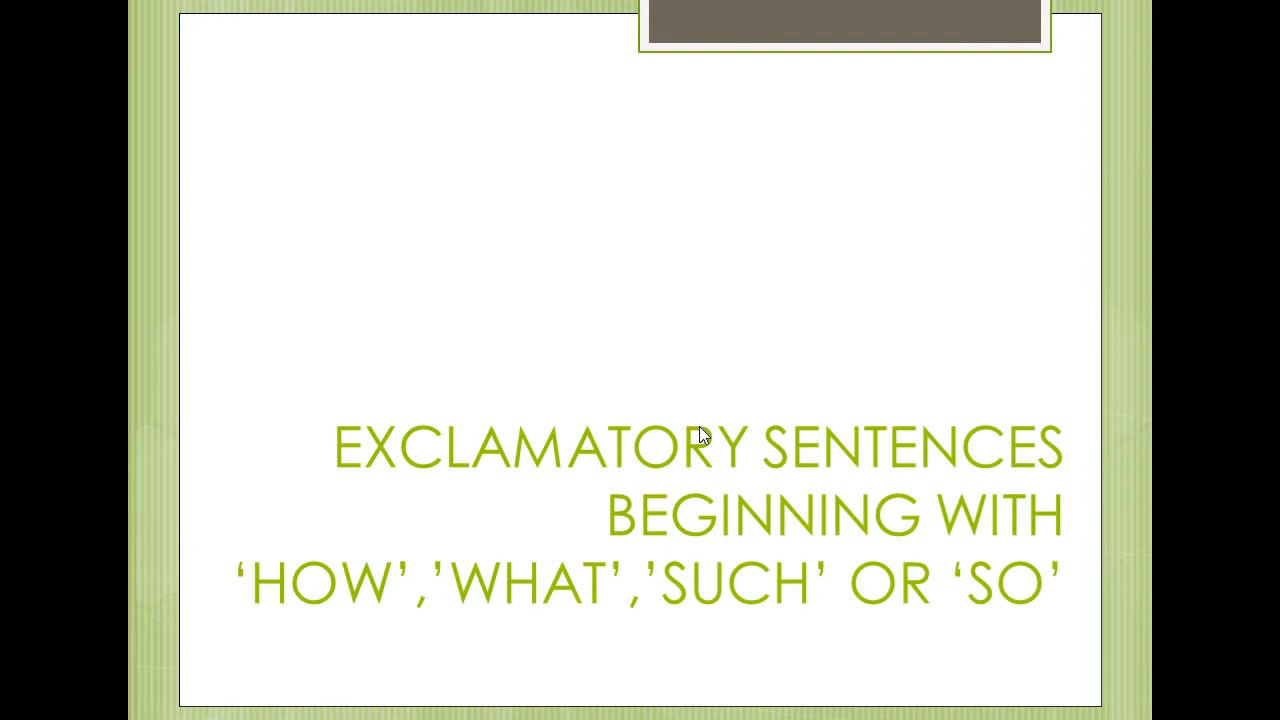 EXCLAMATORY SENTENCES
BEGINNING WITH
‘HOW’,’WHAT’,’SUCH’ OR ‘SO’